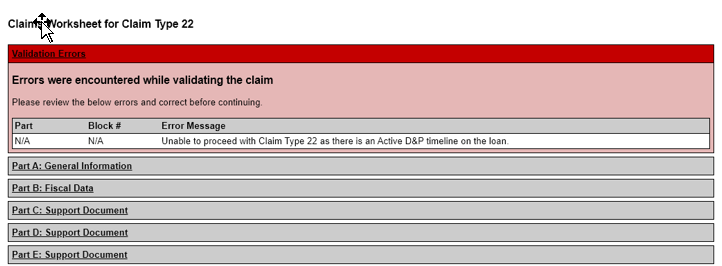 Claims Worksheet for Claim Type 22
Validation Errors
Errors were encountered while validating the claim
Please review the below errors and correct before continuing.
Part Block # Error Message
N/A N/A Unable to proceed with Claim Type 22 as there is an Active D&P timeline on the loan.
Part A: General Information
Part B: Fiscal Data
Part C: Support Document
Part D: Support Document
Part E: Support Document